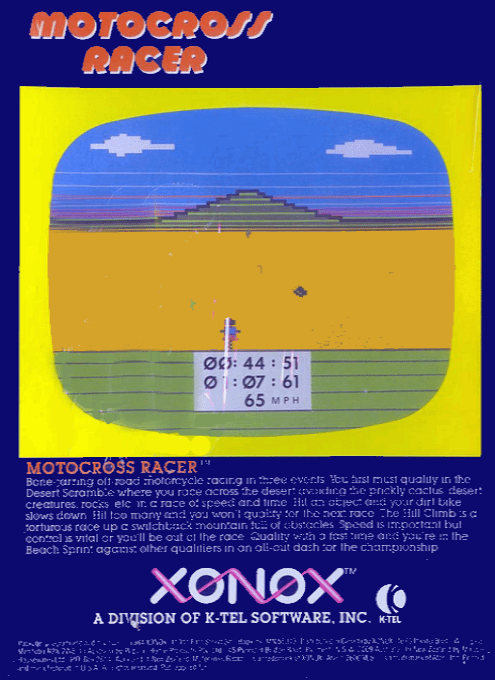 MOTOCROSS
RACER
00: 44 : 51
01: 07 : 61
65 MPH
MOTOCROSS RACER™
Bone-jarring off-road motorcycle racing in three events. You first must qualify in the
Desert Scramble where you race across the desert avoiding the prickly cactus, desert
creatures, rocks, etc. in a race of speed and time. Hit an object and your dirt bike
slows down. Hit too many and you won't qualify for the next race. The Hill Climb is a
torturous race up a switchback mountain full of obstacles. Speed is important but
control is vital or you'll be out of the race. Qualify with a fast time and you're in the
Beach Sprint against other qualifiers in an all-out dash for the championship.
XONOX™
A DIVISION OF K-TEL SOFTWARE, INC.
K-TEL